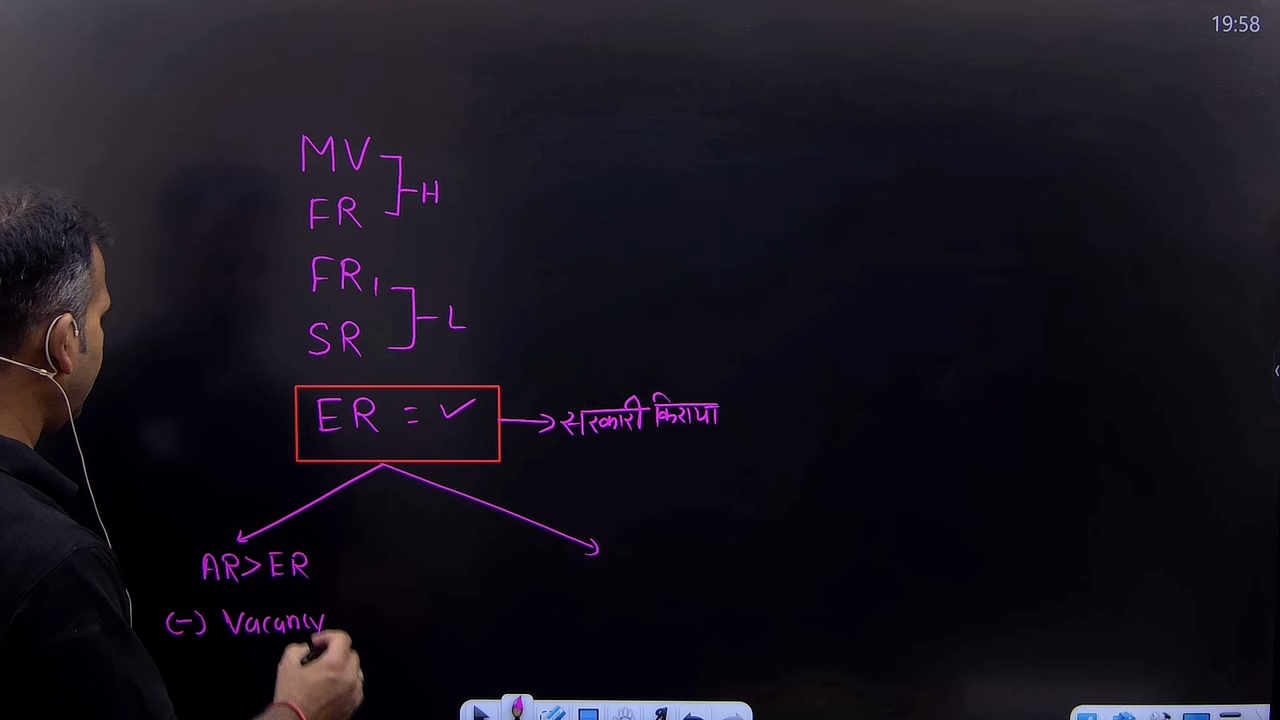 19:58
MV
H
FR
FR1
L
SR
ER = ✓ → सरकारी किराया
AR>ER
(-) Vacancy